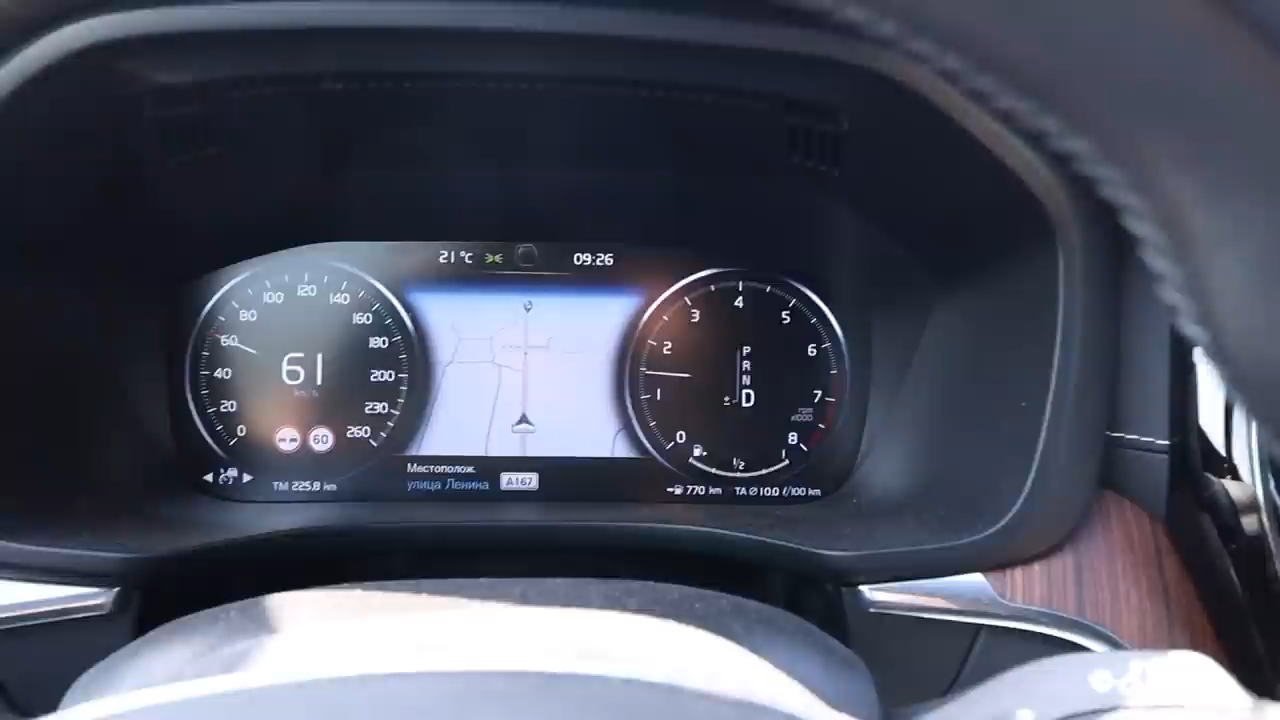 21°C 09:26
0 20 40 60 80 100 120 140 160 180 200 230 260
61
60
TM 225.8 km
Местополож.
улица Ленина A167
0 1 2 3 4 5 6 7 8
P
R
N
D
±
1/2
770 km TA Ø 10.0 ℓ/100 km